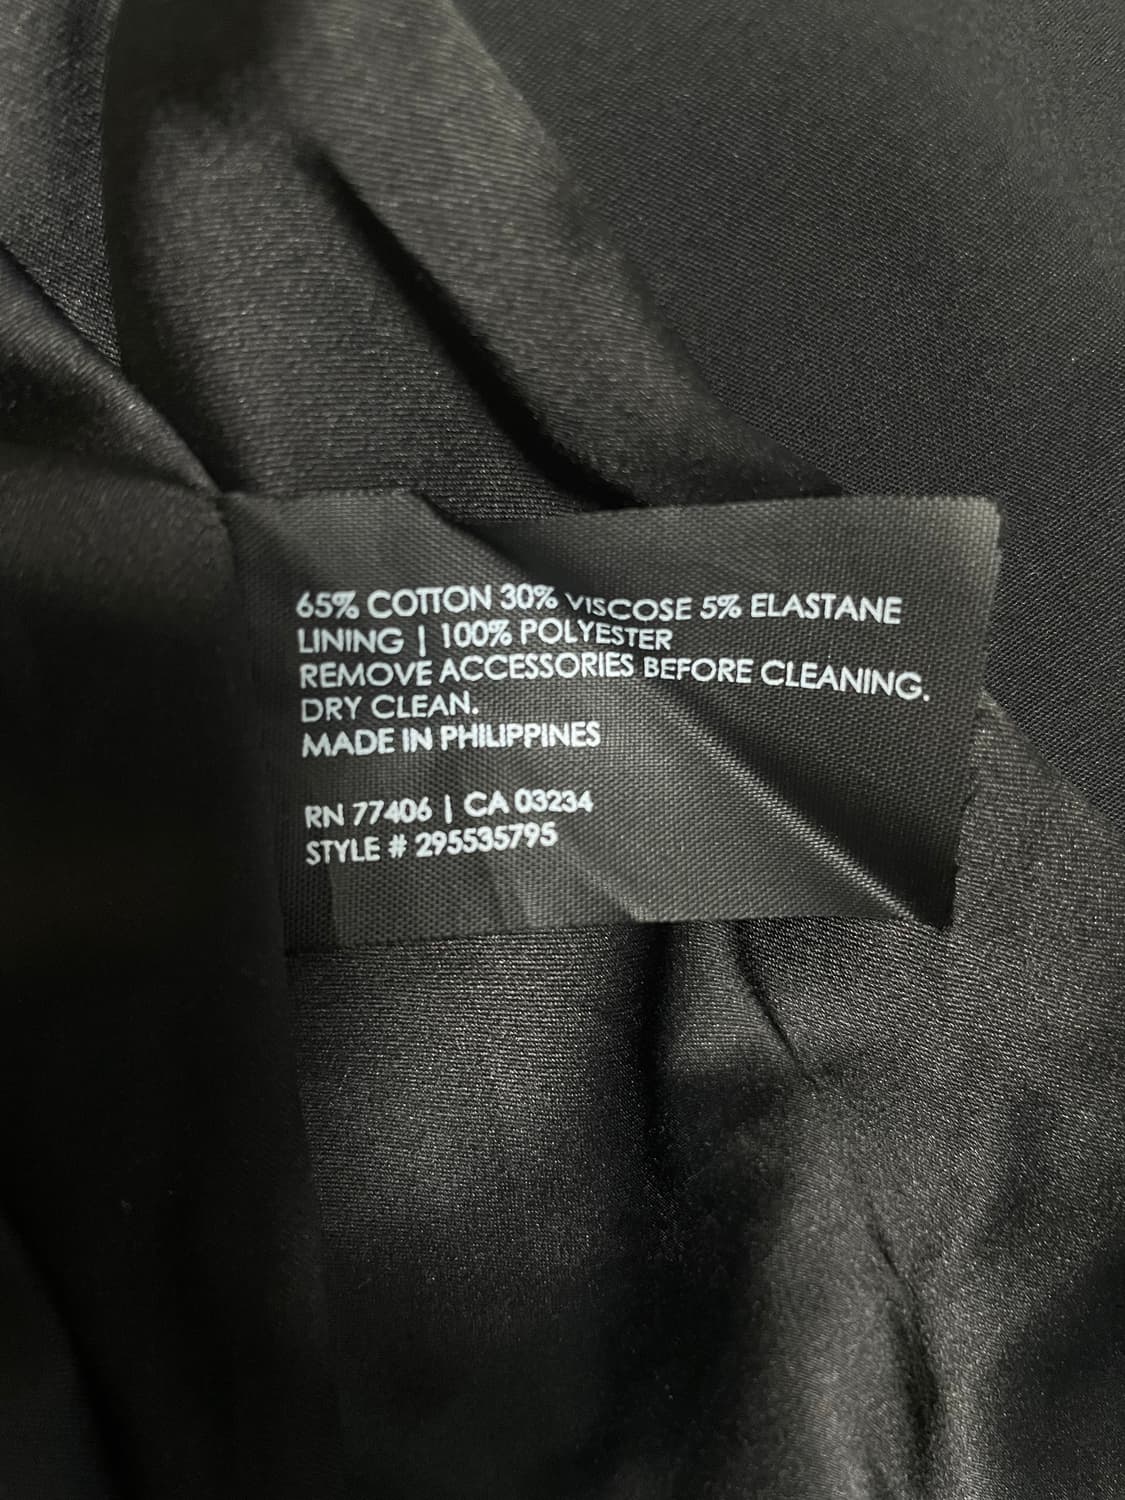 65% COTTON 30% VISCOSE 5% ELASTANE
LINING | 100% POLYESTER
REMOVE ACCESSORIES BEFORE CLEANING.
DRY CLEAN.
MADE IN PHILIPPINES
RN 77406 | CA 03234
STYLE # 295535795